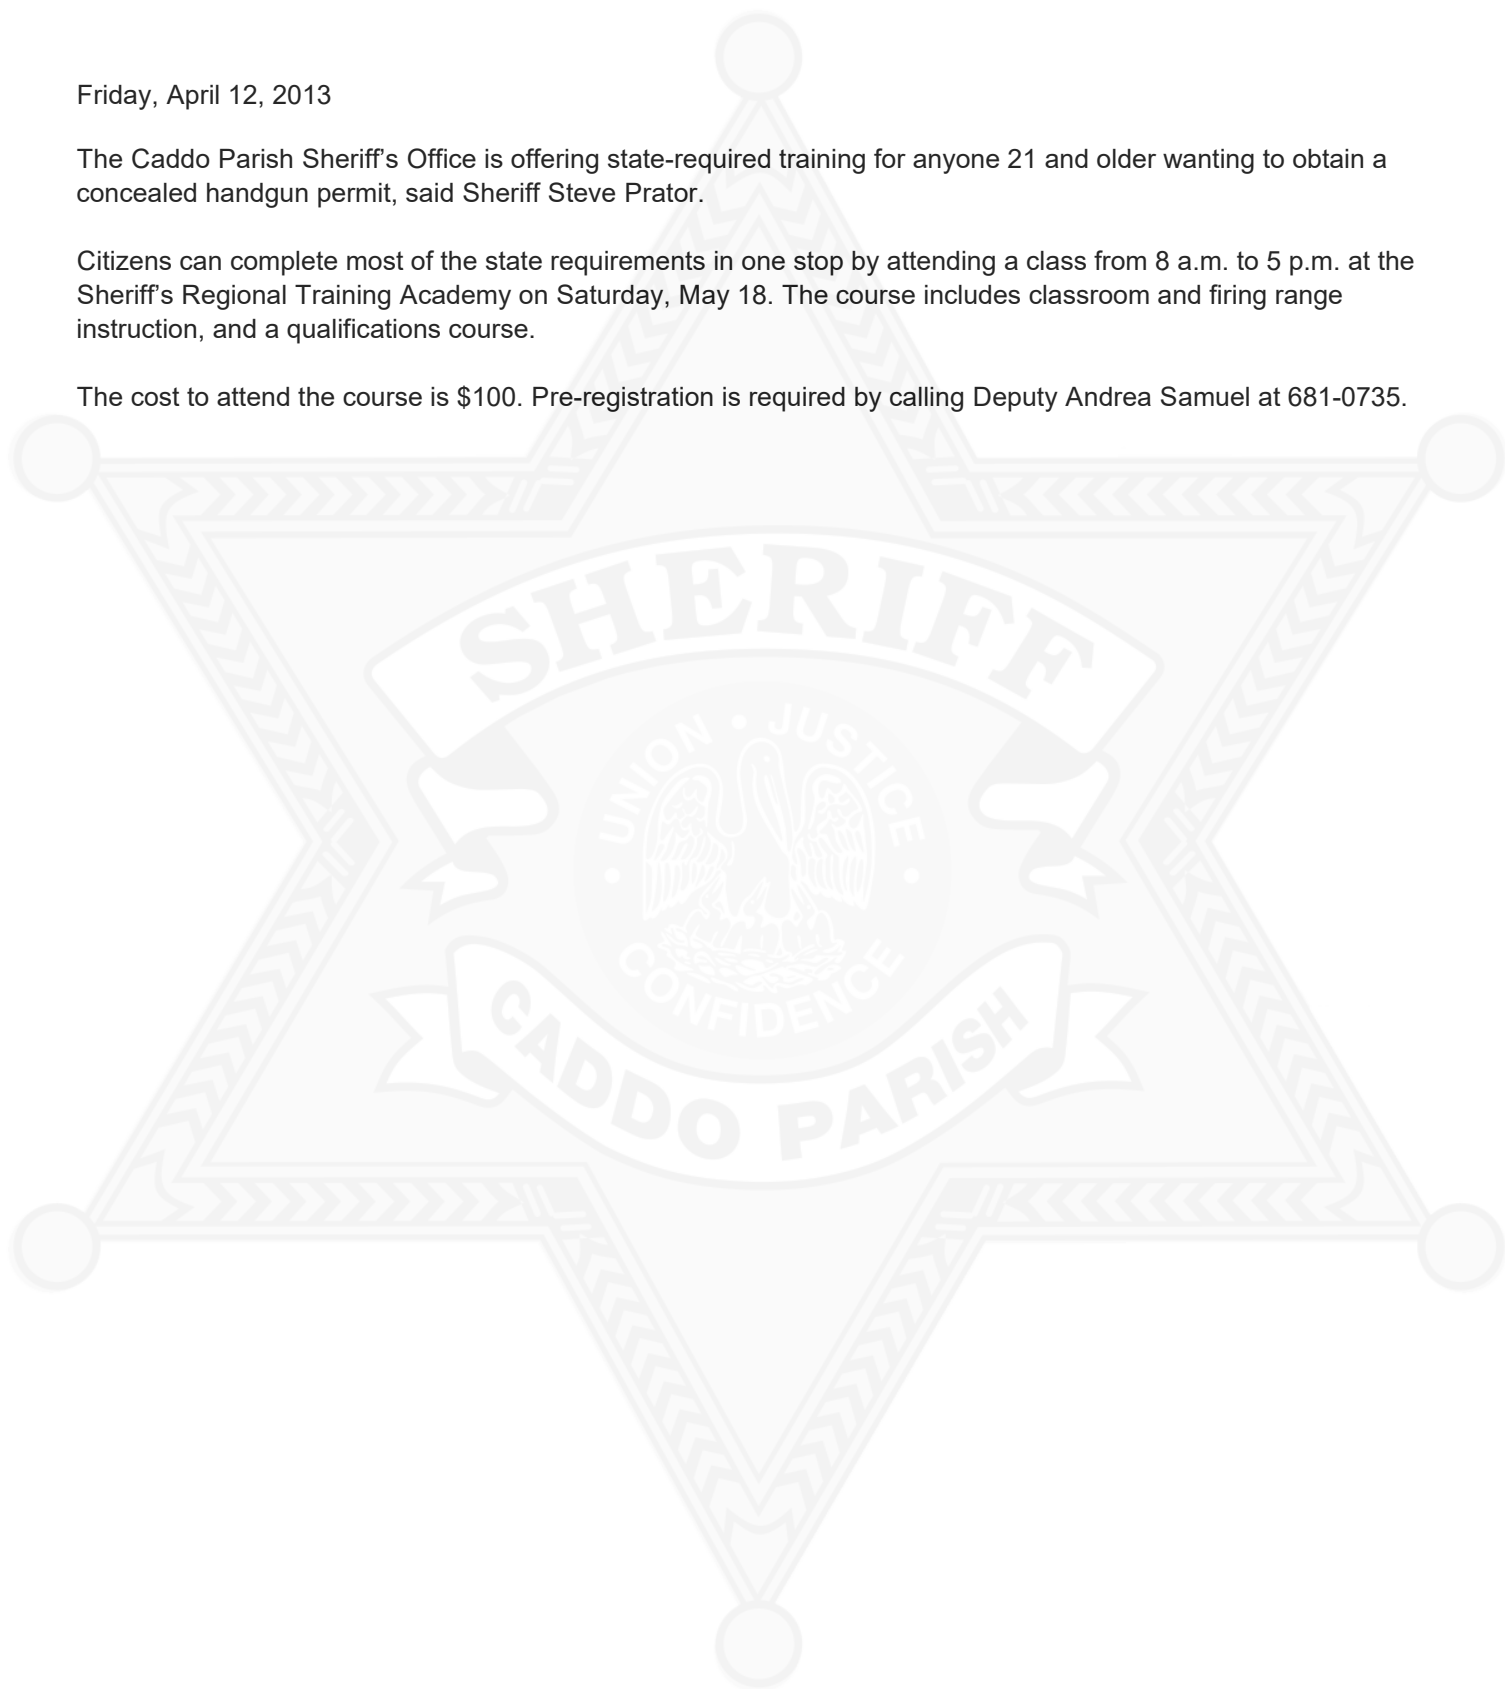 Friday, April 12, 2013
The Caddo Parish Sheriff’s Office is offering state-required training for anyone 21 and older wanting to obtain a
concealed handgun permit, said Sheriff Steve Prator.
Citizens can complete most of the state requirements in one stop by attending a class from 8 a.m. to 5 p.m. at the
Sheriff’s Regional Training Academy on Saturday, May 18. The course includes classroom and firing range
instruction, and a qualifications course.
The cost to attend the course is $100. Pre-registration is required by calling Deputy Andrea Samuel at 681-0735.
SHERIFF
UNION • JUSTICE
• CONFIDENCE •
CADDO PARISH